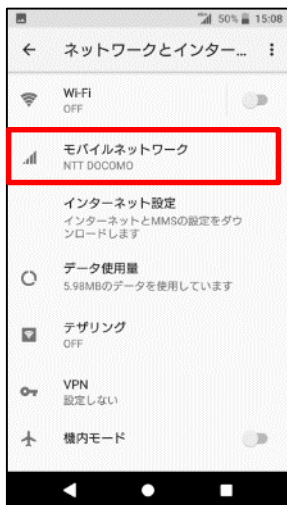 50% 15:08
ネットワークとインター...
Wi-Fi
OFF
モバイルネットワーク
NTT DOCOMO
インターネット設定
インターネットとMMSの設定をダウ
ンロードします
データ使用量
5.98MBのデータを使用しています
テザリング
OFF
VPN
設定しない
機内モード